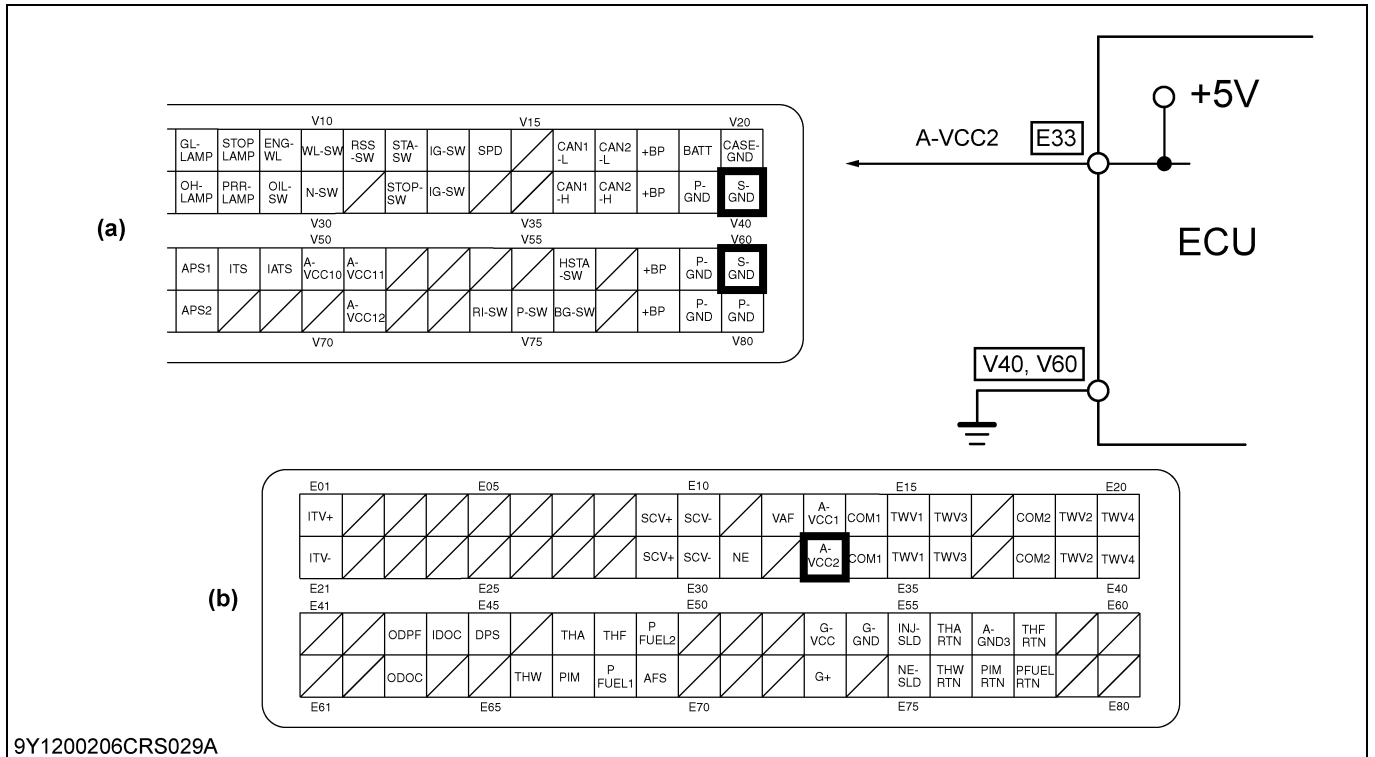 V10 V15 V20
GL-LAMP STOP LAMP ENG-WL WL-SW RSS-SW STA-SW IG-SW SPD CAN1-L CAN2-L +BP BATT CASE-GND
OH-LAMP PRR-LAMP OIL-SW N-SW STOP-SW IG-SW CAN1-H CAN2-H +BP P-GND S-GND
V30 V35 V40
(a)
V50 V55 V60
APS1 ITS IATS A-VCC10 A-VCC11 HSTA-SW +BP P-GND S-GND
APS2 A-VCC12 RI-SW P-SW BG-SW +BP P-GND P-GND
V70 V75 V80
+5V
A-VCC2 E33
ECU
V40, V60
E01 E05 E10 E15 E20
ITV+ SCV+ SCV- VAF A-VCC1 COM1 TWV1 TWV3 COM2 TWV2 TWV4
ITV- SCV+ SCV- NE A-VCC2 COM1 TWV1 TWV3 COM2 TWV2 TWV4
E21 E25 E30 E35 E40
(b)
E41 E45 E50 E55 E60
ODPF IDOC DPS THA THF P FUEL2 G-VCC G-GND INJ-SLD THA RTN A-GND3 THF RTN
ODOC THW PIM P FUEL1 AFS G+ NE-SLD THW RTN PIM RTN PFUEL RTN
E61 E65 E70 E75 E80
9Y1200206CRS029A